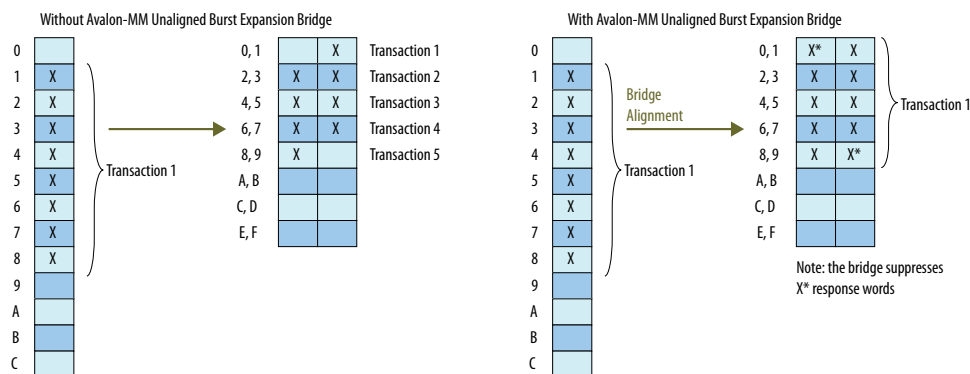 Without Avalon-MM Unaligned Burst Expansion Bridge
0
1 X
2 X
3 X
4 X
5 X
6 X
7 X
8 X
9
A
B
C
Transaction 1
0, 1 X Transaction 1
2, 3 X X Transaction 2
4, 5 X X Transaction 3
6, 7 X X Transaction 4
8, 9 X Transaction 5
A, B
C, D
E, F
With Avalon-MM Unaligned Burst Expansion Bridge
0
1 X
2 X
3 X
4 X
5 X
6 X
7 X
8 X
9
A
B
C
Transaction 1
Bridge
Alignment
0, 1 X* X
2, 3 X X
4, 5 X X
6, 7 X X
8, 9 X X*
A, B
C, D
E, F
Transaction 1
Note: the bridge suppresses
X* response words